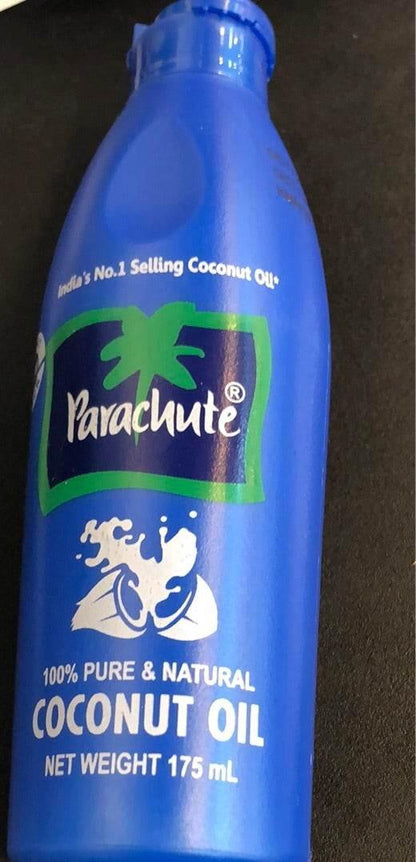 India's No.1 Selling Coconut Oil*
Parachute®
100% PURE & NATURAL
COCONUT OIL
NET WEIGHT 175 mL